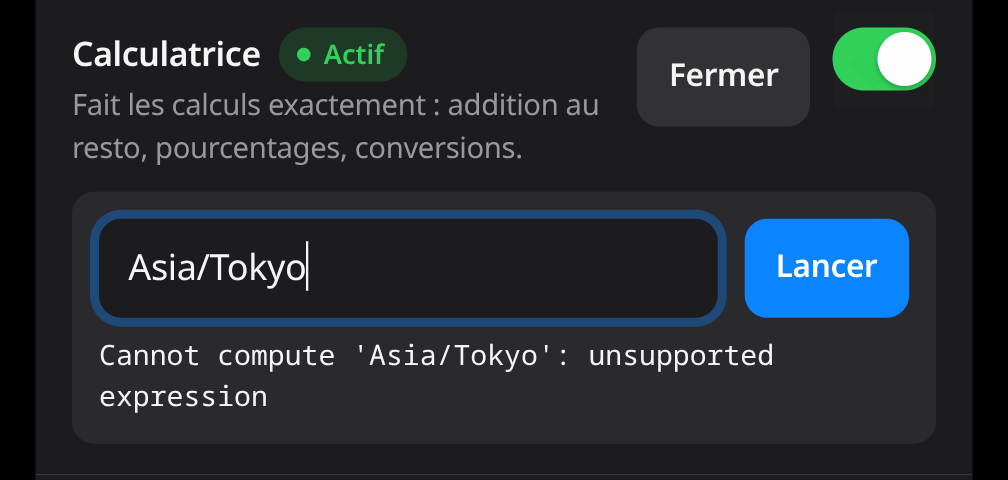 Calculatrice
Actif
Fermer
Fait les calculs exactement : addition au
resto, pourcentages, conversions.
Asia/Tokyo
Lancer
Cannot compute 'Asia/Tokyo': unsupported
expression